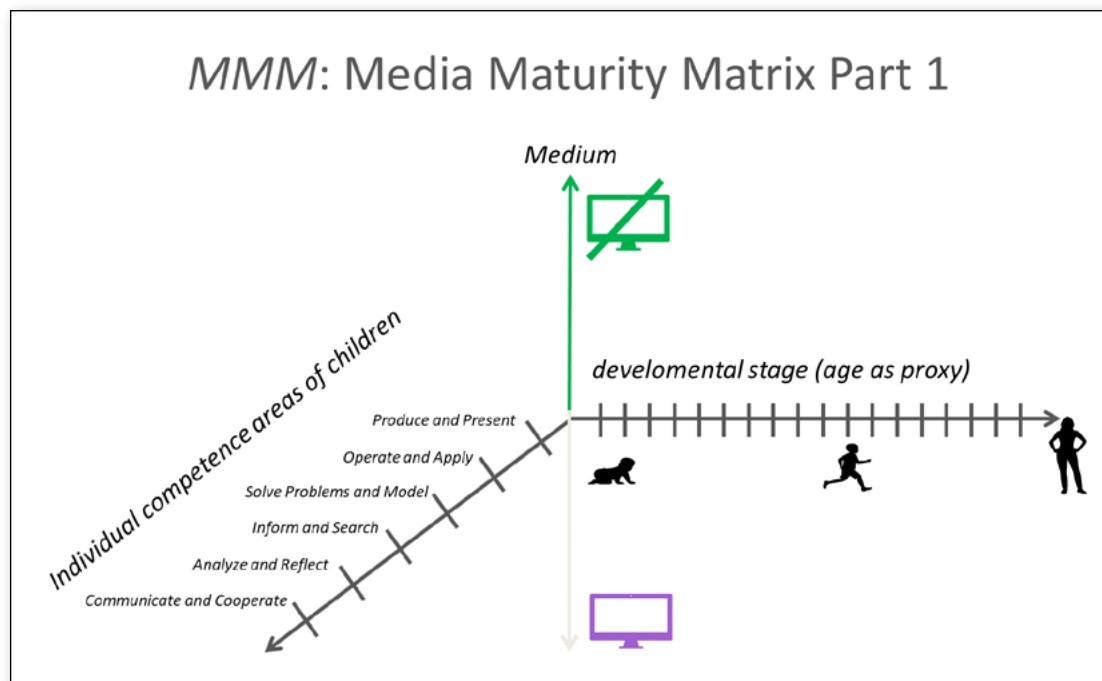 MMM: Media Maturity Matrix Part 1
Medium
Individual competence areas of children
develomental stage (age as proxy)
Produce and Present
Operate and Apply
Solve Problems and Model
Inform and Search
Analyze and Reflect
Communicate and Cooperate